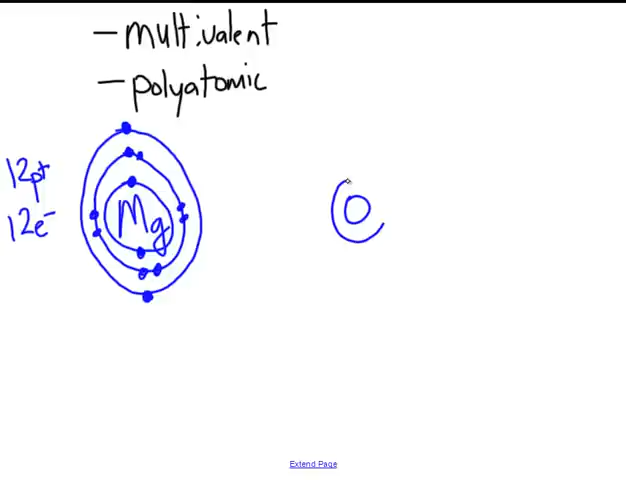 – multivalent
– polyatomic
12p+
12e-
Mg
O
Extend Page